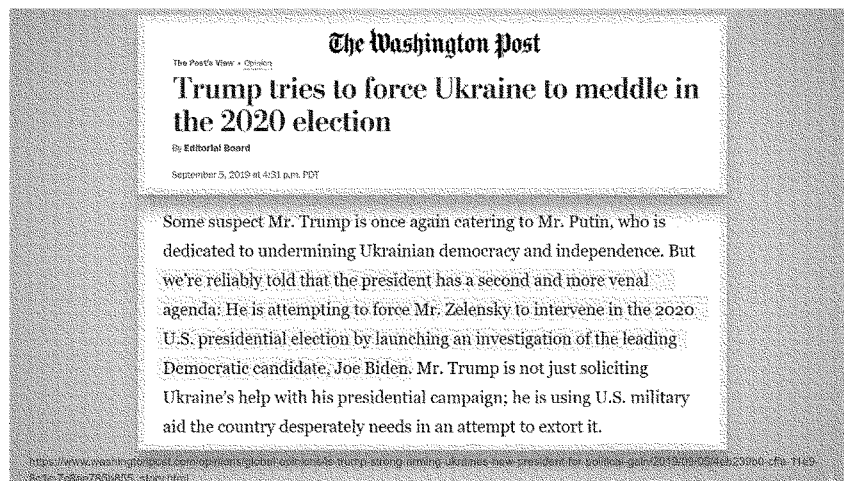 The Washington Post
The Post's View • Opinion
Trump tries to force Ukraine to meddle in
the 2020 election
By Editorial Board
September 5, 2019 at 4:31 p.m. PDT
Some suspect Mr. Trump is once again catering to Mr. Putin, who is
dedicated to undermining Ukrainian democracy and independence. But
we're reliably told that the president has a second and more venal
agenda: He is attempting to force Mr. Zelensky to intervene in the 2020
U.S. presidential election by launching an investigation of the leading
Democratic candidate, Joe Biden. Mr. Trump is not just soliciting
Ukraine's help with his presidential campaign; he is using U.S. military
aid the country desperately needs in an attempt to extort it.